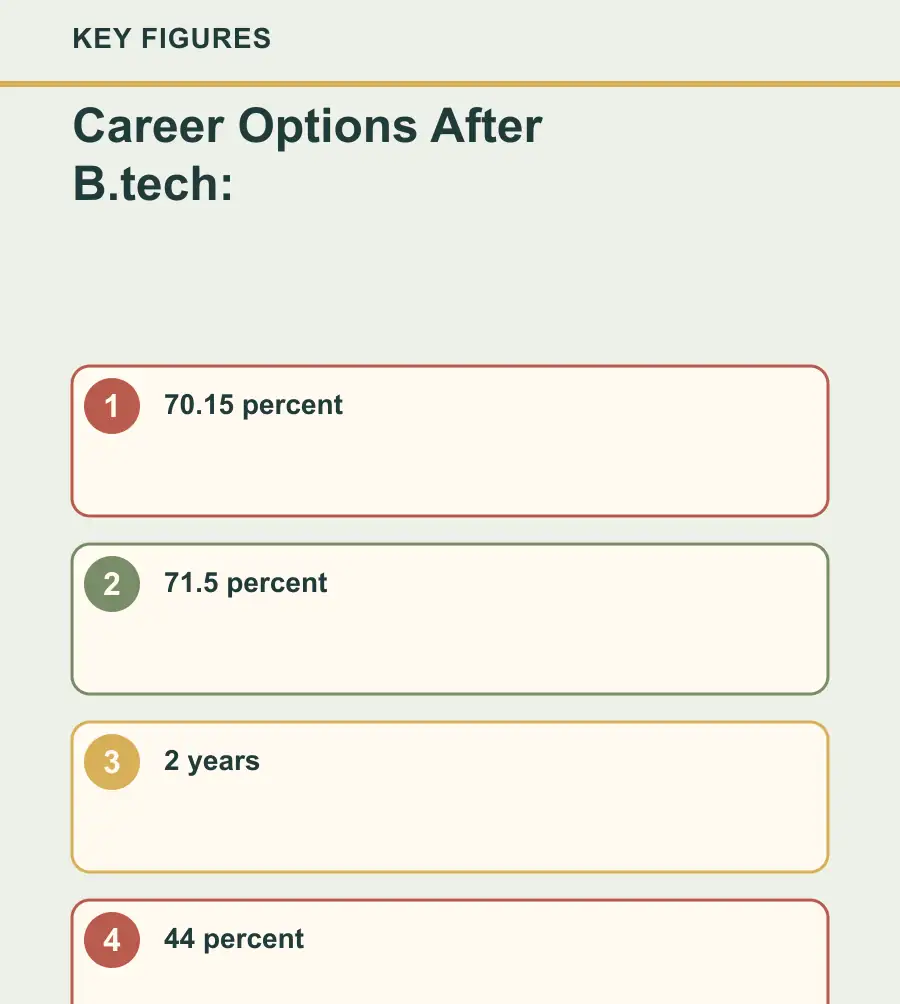 KEY FIGURES
Career Options After
B.tech:
1 70.15 percent
2 71.5 percent
3 2 years
4 44 percent